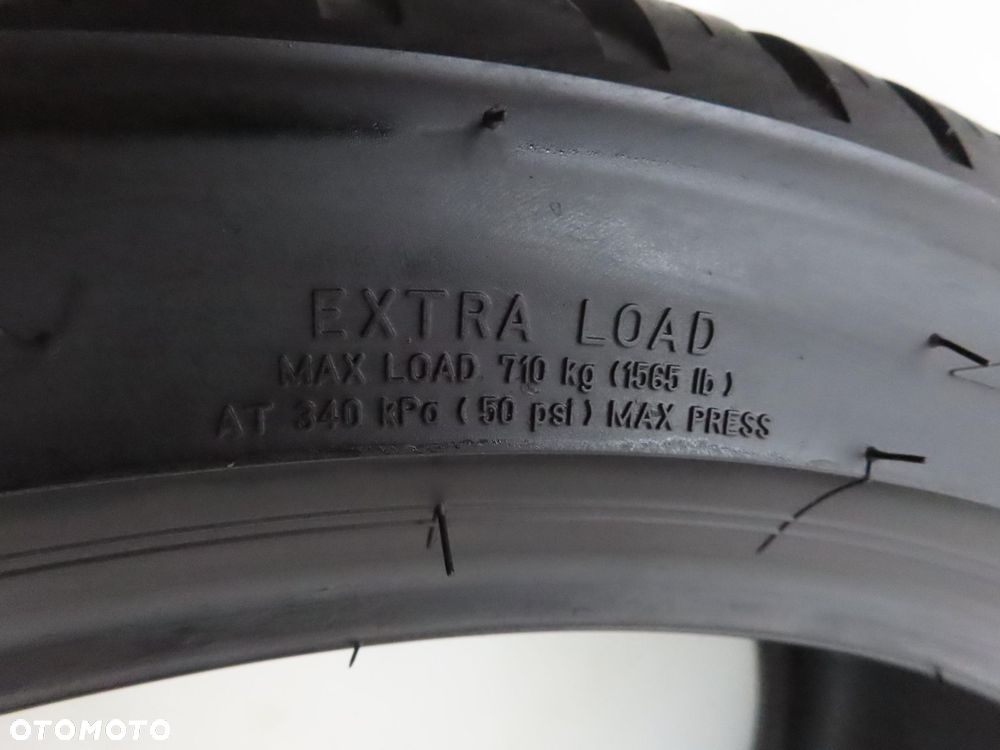 EXTRA LOAD
MAX LOAD 710 kg (1565 lb)
AT 340 kPa (50 psi) MAX PRESS
OTOMOTO